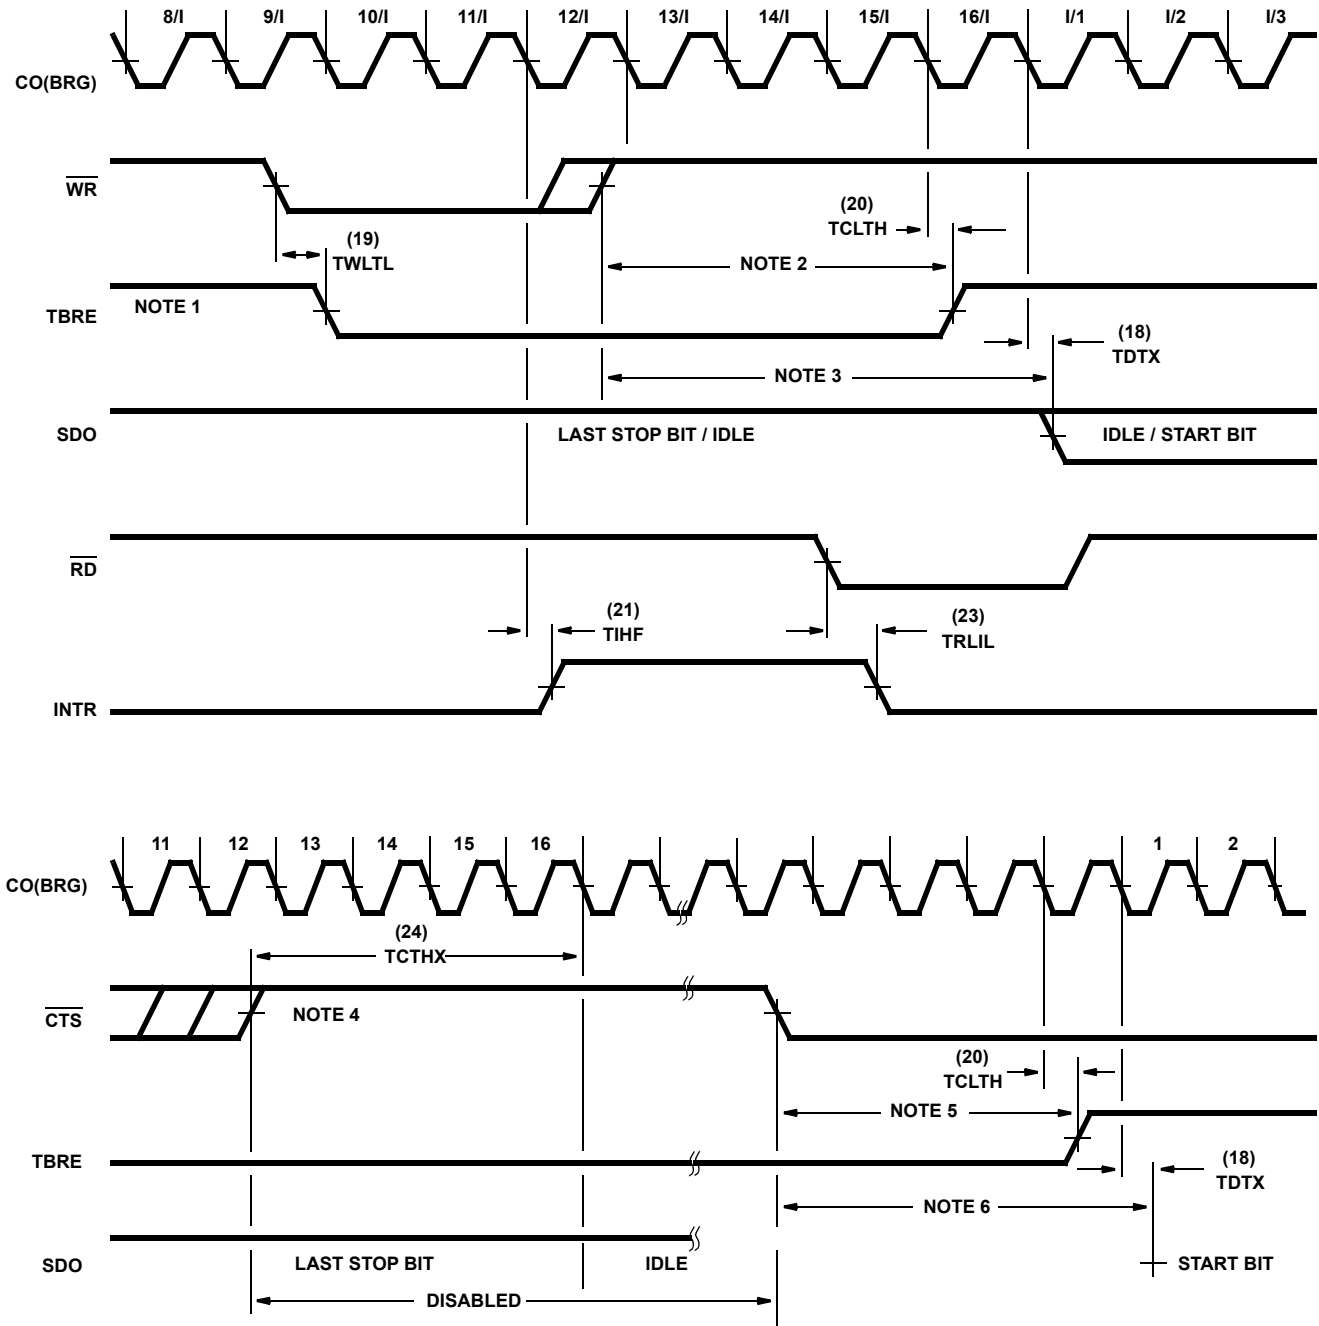 8/I 9/I 10/I 11/I 12/I 13/I 14/I 15/I 16/I I/1 I/2 I/3
CO(BRG)
WR
(20)
TCLTH
(19)
TWLTL
NOTE 2
NOTE 1
TBRE
(18)
TDTX
NOTE 3
SDO
LAST STOP BIT / IDLE
IDLE / START BIT
RD
(21)
TIHF
(23)
TRLIL
INTR
11 12 13 14 15 16 1 2
CO(BRG)
(24)
TCTHX
CTS
NOTE 4
(20)
TCLTH
NOTE 5
TBRE
(18)
TDTX
NOTE 6
SDO
LAST STOP BIT
IDLE
START BIT
DISABLED